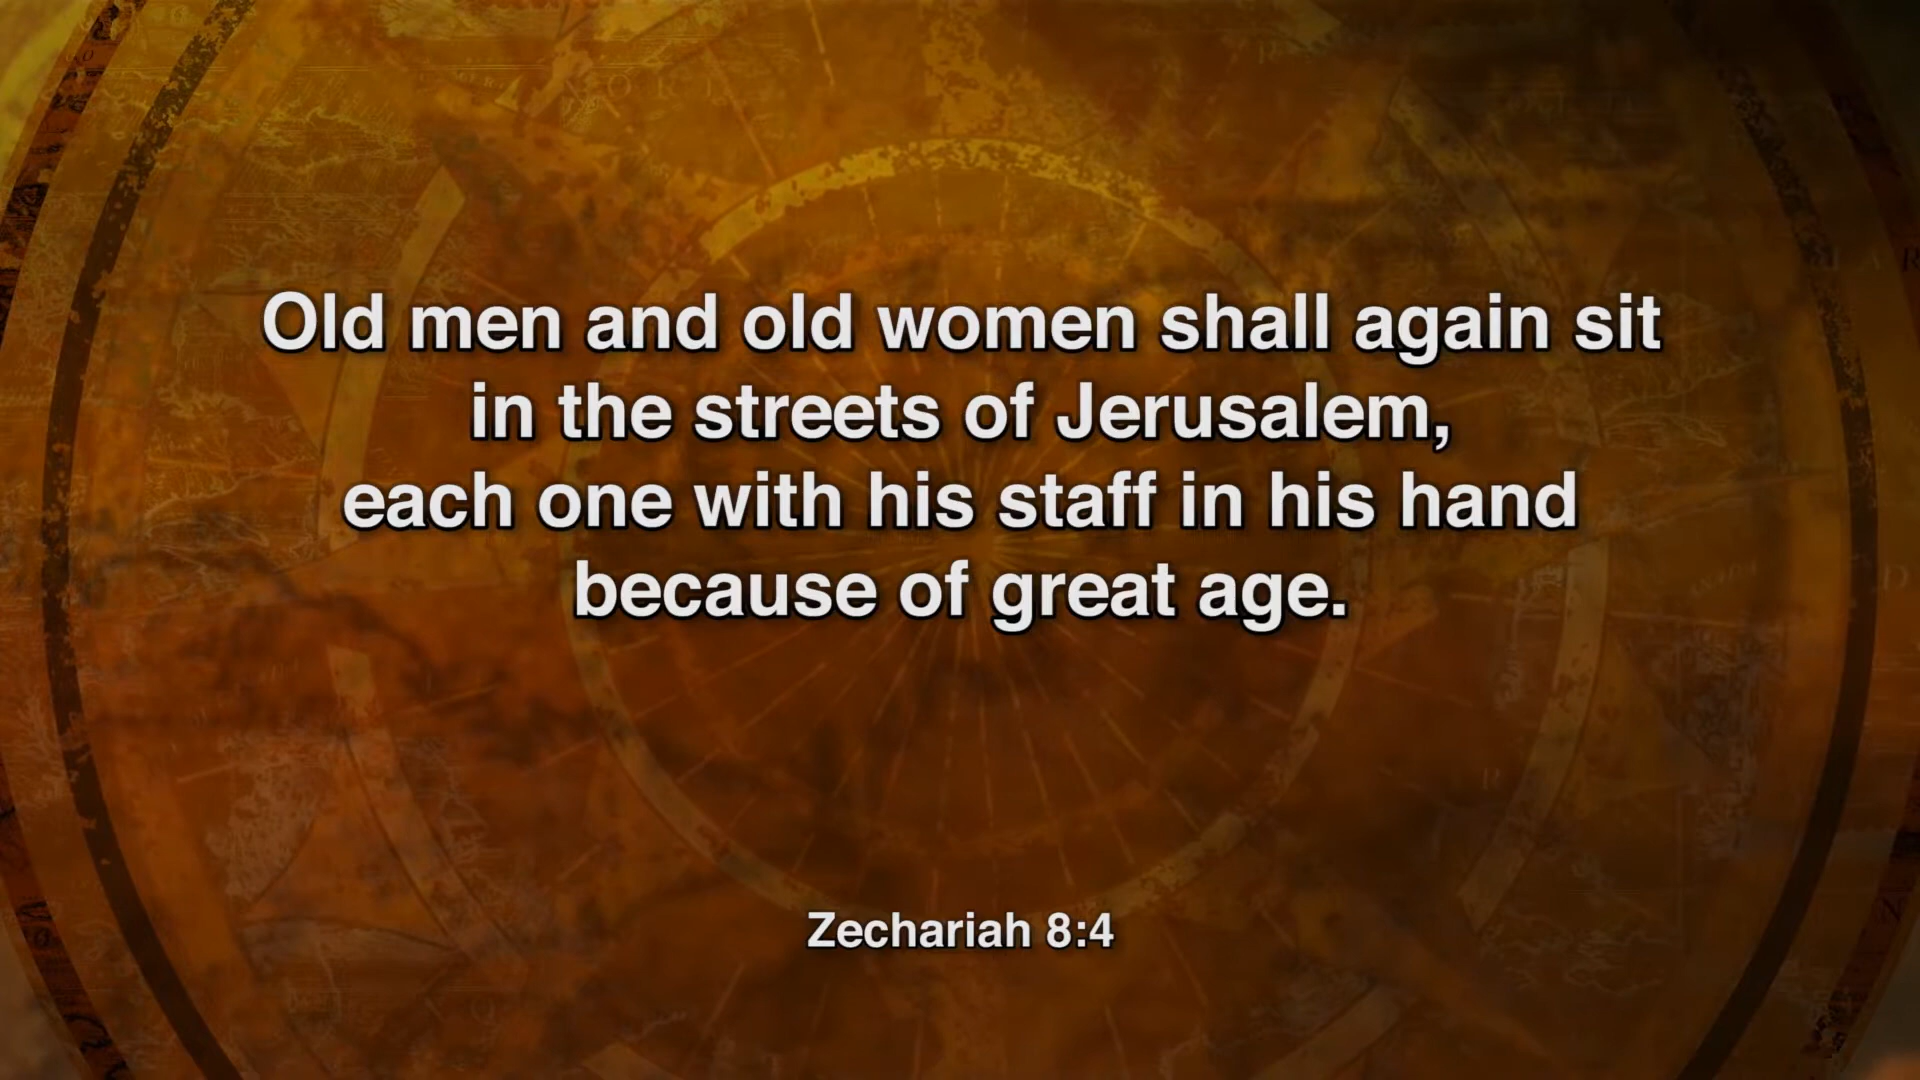 Old men and old women shall again sit
in the streets of Jerusalem,
each one with his staff in his hand
because of great age.
Zechariah 8:4